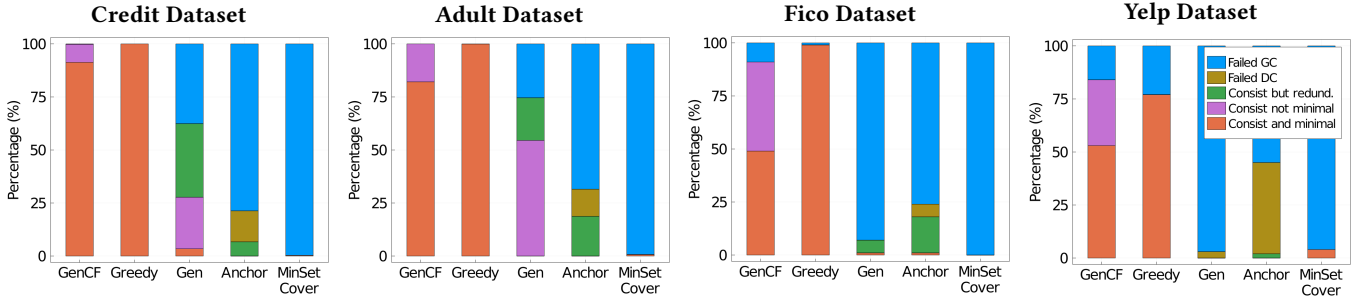 Credit Dataset
Percentage (%)
100
75
50
25
0
GenCF Greedy Gen Anchor MinSet
Cover
Adult Dataset
Percentage (%)
100
75
50
25
0
GenCF Greedy Gen Anchor MinSet
Cover
Fico Dataset
Percentage (%)
100
75
50
25
0
GenCF Greedy Gen Anchor MinSet
Cover
Yelp Dataset
Percentage (%)
100
75
50
25
0
Failed GC
Failed DC
Consist but redund.
Consist not minimal
Consist and minimal
GenCF Greedy Gen Anchor MinSet
Cover